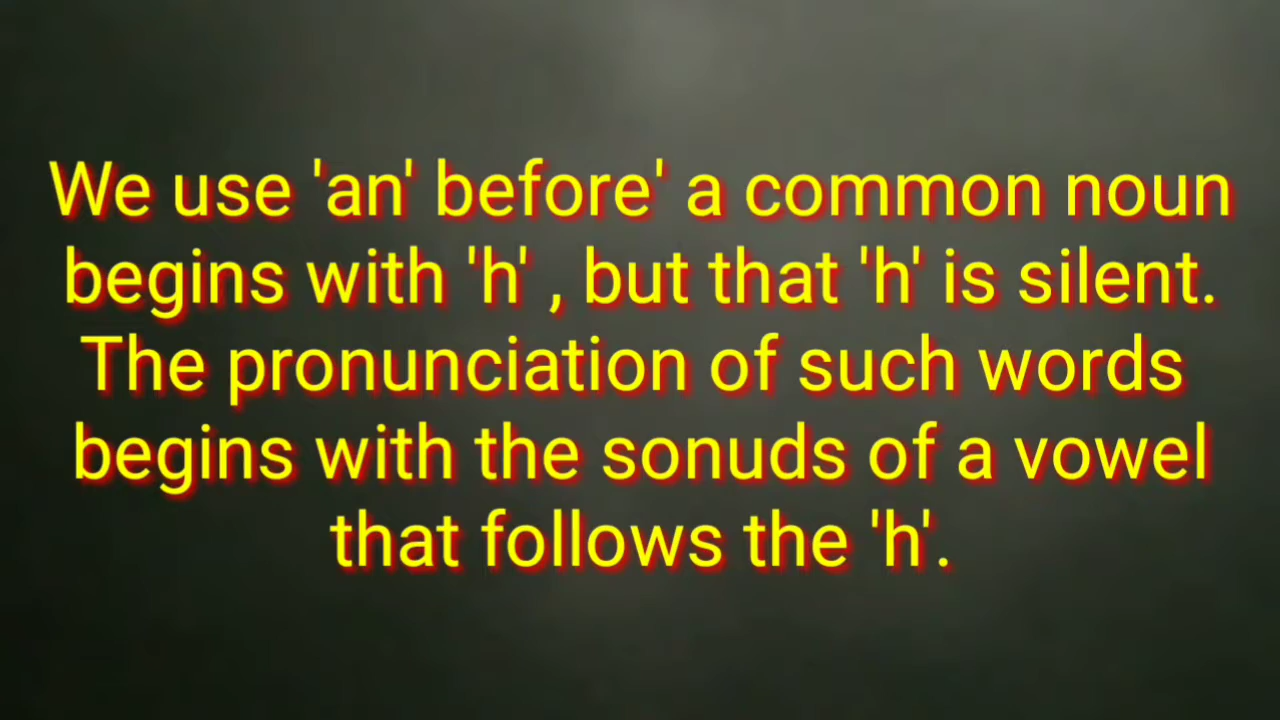 We use 'an' before' a common noun
begins with 'h' , but that 'h' is silent.
The pronunciation of such words
begins with the sonuds of a vowel
that follows the 'h'.